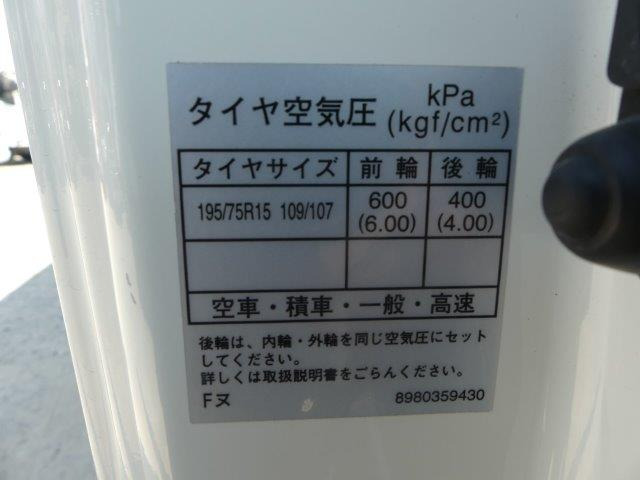 タイヤ空気圧 kPa (kgf/cm²)
タイヤサイズ 前輪 後輪
195/75R15 109/107 600 (6.00) 400 (4.00)
空車・積車・一般・高速
後輪は、内輪・外輪を同じ空気圧にセット
してください。
詳しくは取扱説明書をごらんください。
Fヌ 8980359430